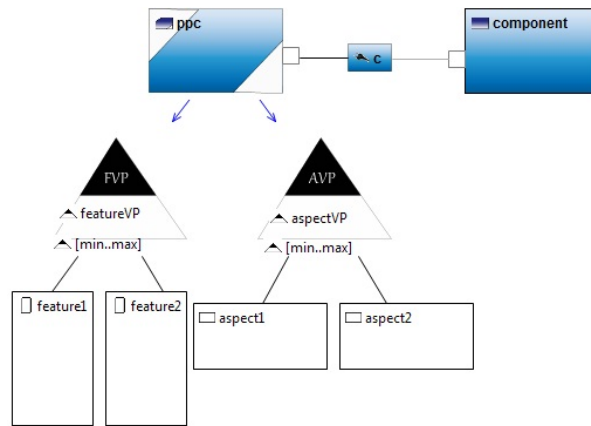 ppc
component
C
FVP
AVP
featureVP
aspectVP
[min..max]
[min..max]
feature1
feature2
aspect1
aspect2